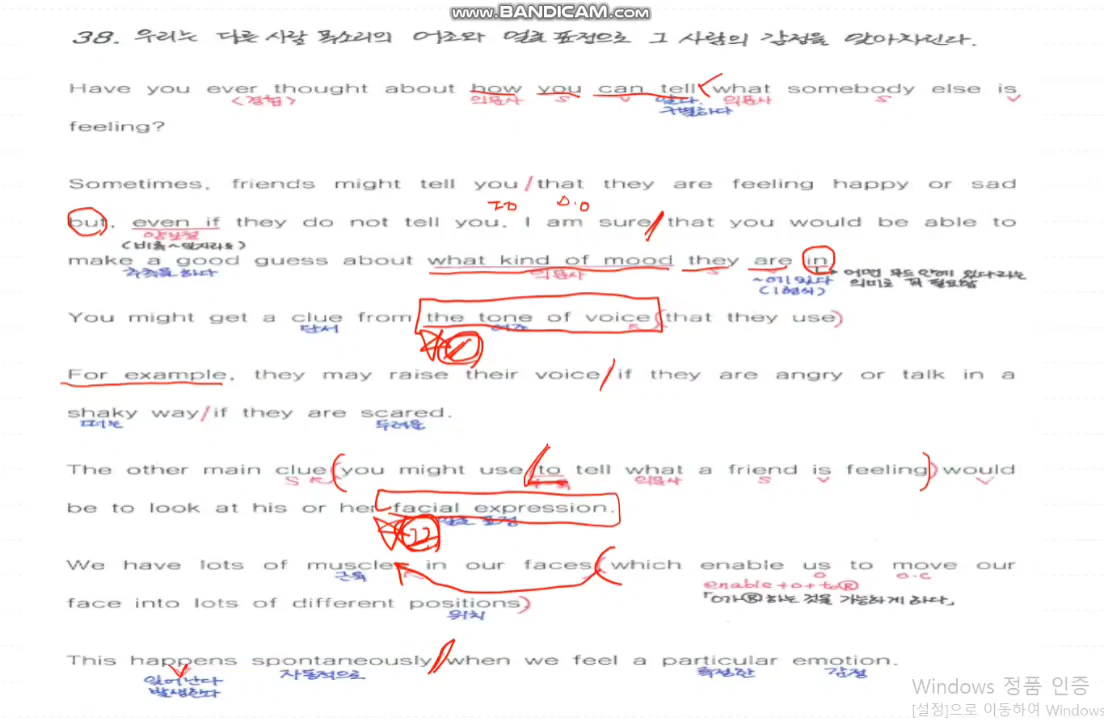 www.BANDICAM.com
38. 우리는 다른 사람 목소리의 어조와 얼굴 표정으로 그 사람의 감정을 알아차린다.
Have you ever thought about how you can tell what somebody else is
<경험> 의문사 S V 알다. 의문사 S V
구별하다
feeling?
Sometimes, friends might tell you/that they are feeling happy or sad
IO D.O
but, even if they do not tell you, I am sure/that you would be able to
양보절
(비록~일지라도)
make a good guess about what kind of mood they are in
추측을 하다 의문사 S V → 어떤 무드 안에 있다라는
~에 있다 의미로 꼭 필요함
(1형식)
You might get a clue from the tone of voice(that they use)
단서 어조
For example, they may raise their voice/if they are angry or talk in a
shaky way/if they are scared.
떠는 두려운
The other main clue(you might use/to tell what a friend is feeling)would
S 의문사 S V V
be to look at his or her facial expression.
얼굴 표정
22
We have lots of muscles in our faces(which enable us to move our
근육 O O.C
enable+o+to®
face into lots of different positions)
위치 「O가 ®하는 것을 가능하게 하다」
This happens spontaneously/when we feel a particular emotion.
일어난다 자동적으로 특정한 감정
발생한다
Windows 정품 인증
[설정]으로 이동하여 Windows